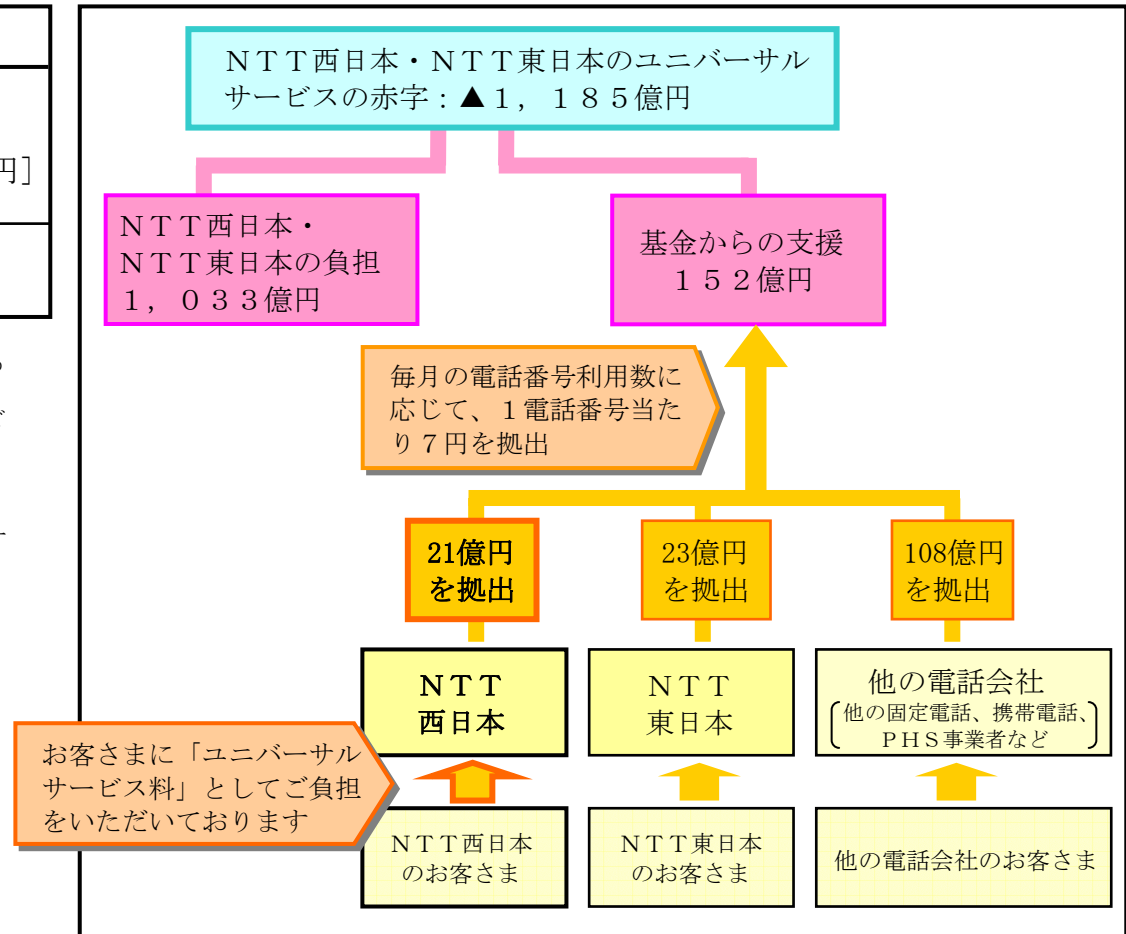 円]
ＮＴＴ西日本・ＮＴＴ東日本のユニバーサル
サービスの赤字：▲１，１８５億円
ＮＴＴ西日本・
ＮＴＴ東日本の負担
１，０３３億円
基金からの支援
１５２億円
毎月の電話番号利用数に
応じて、１電話番号当た
り７円を拠出
21億円
を拠出
23億円
を拠出
108億円
を拠出
ＮＴＴ
西日本
ＮＴＴ
東日本
他の電話会社
他の固定電話、携帯電話、
ＰＨＳ事業者など
お客さまに「ユニバーサル
サービス料」としてご負担
をいただいております
ＮＴＴ西日本
のお客さま
ＮＴＴ東日本
のお客さま
他の電話会社のお客さま